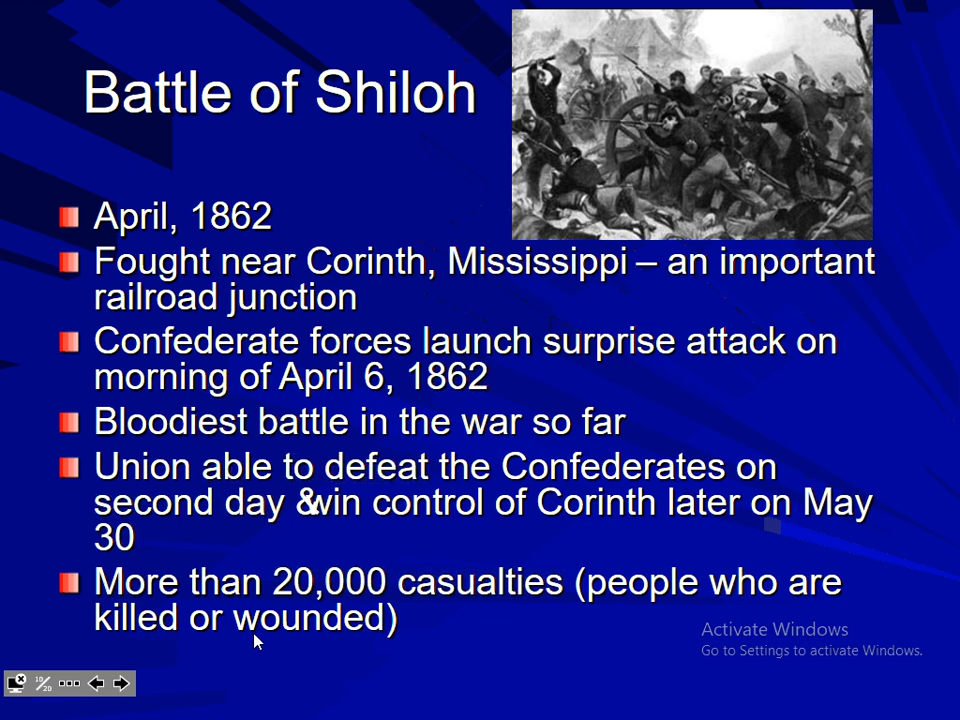 Battle of Shiloh
April, 1862
Fought near Corinth, Mississippi – an important
railroad junction
Confederate forces launch surprise attack on
morning of April 6, 1862
Bloodiest battle in the war so far
Union able to defeat the Confederates on
second day & win control of Corinth later on May
30
More than 20,000 casualties (people who are
killed or wounded)
Activate Windows
Go to Settings to activate Windows.
10/20